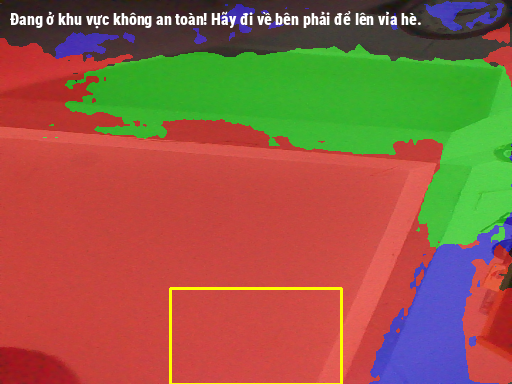 Đang ở khu vực không an toàn! Hãy đi về bên phải để lên vỉa hè.